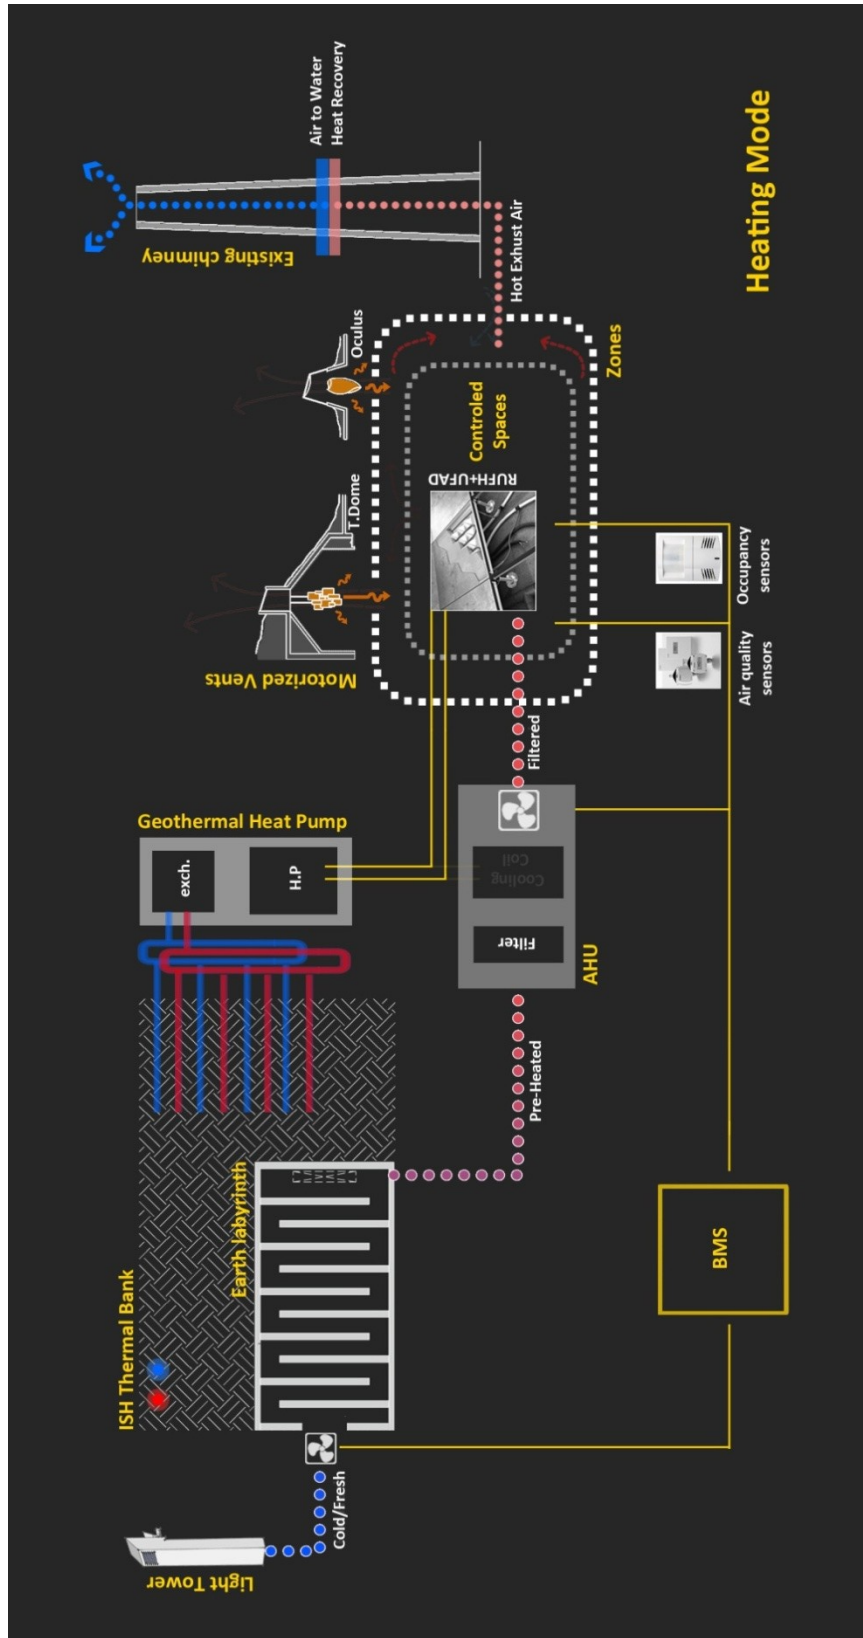 Heating Mode
Light Tower
Cold/Fresh
ISH Thermal Bank
Earth labyrinth
Pre-Heated
Geothermal Heat Pump
exch.
H.P
AHU
Filter
Cooling
Coil
Filtered
Motorized Vents
T.Dome
Oculus
RUFH+UFAD
Controled
Spaces
Zones
Existing chimney
Air to Water
Heat Recovery
Hot Exhust Air
BMS
Air quality
sensors
Occupancy
sensors